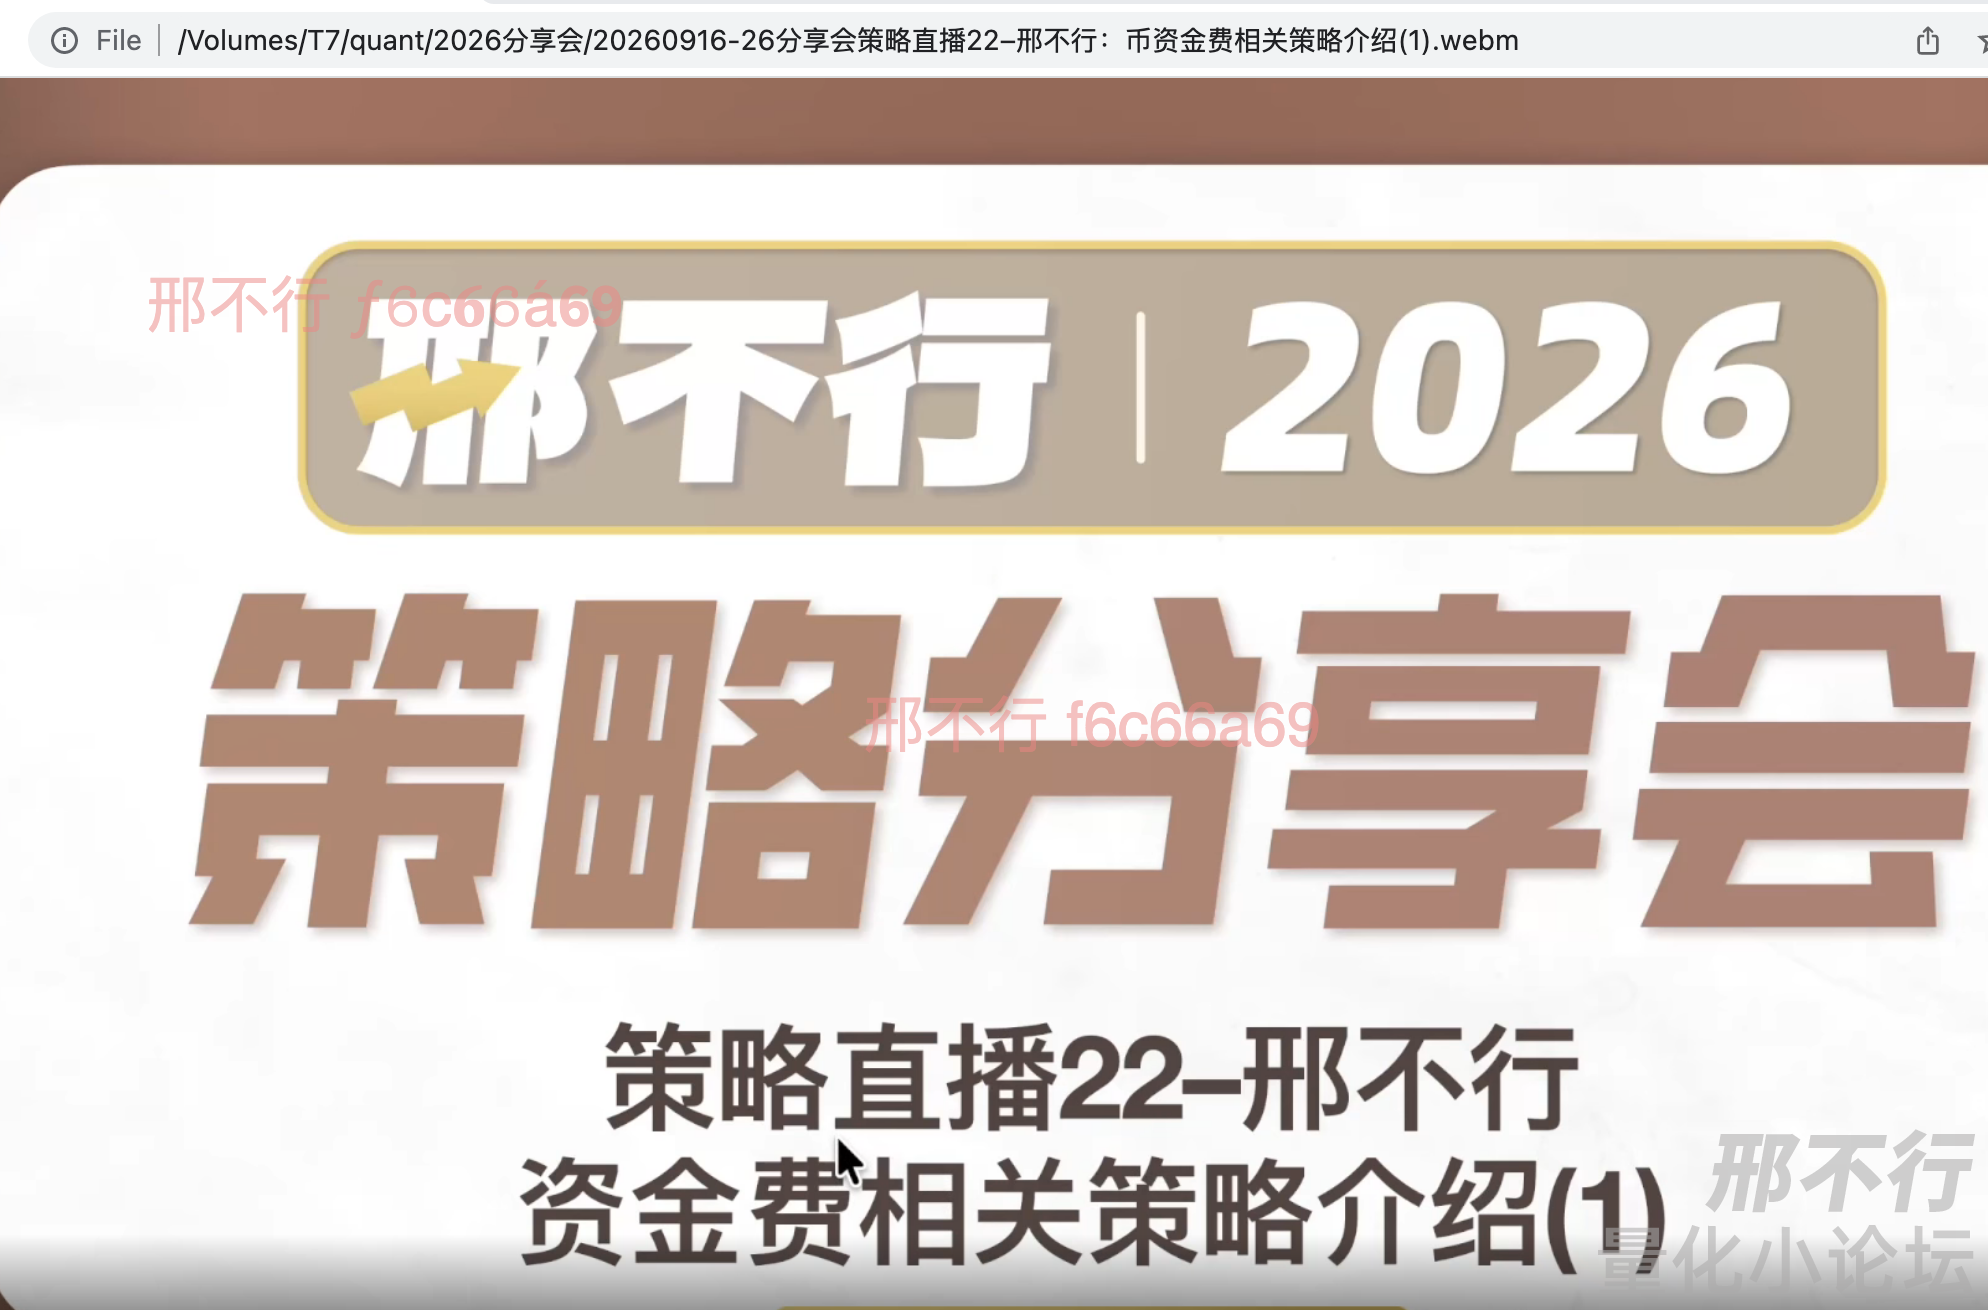 File /Volumes/T7/quant/2026分享会/20260916-26分享会策略直播22–邢不行：币资金费相关策略介绍(1).webm
邢不行 ƒ6c66á69
邢不行 | 2026
策略分享会
邢不行 f6c66a69
策略直播22–邢不行
资金费相关策略介绍(1)
邢不行
量化小论坛